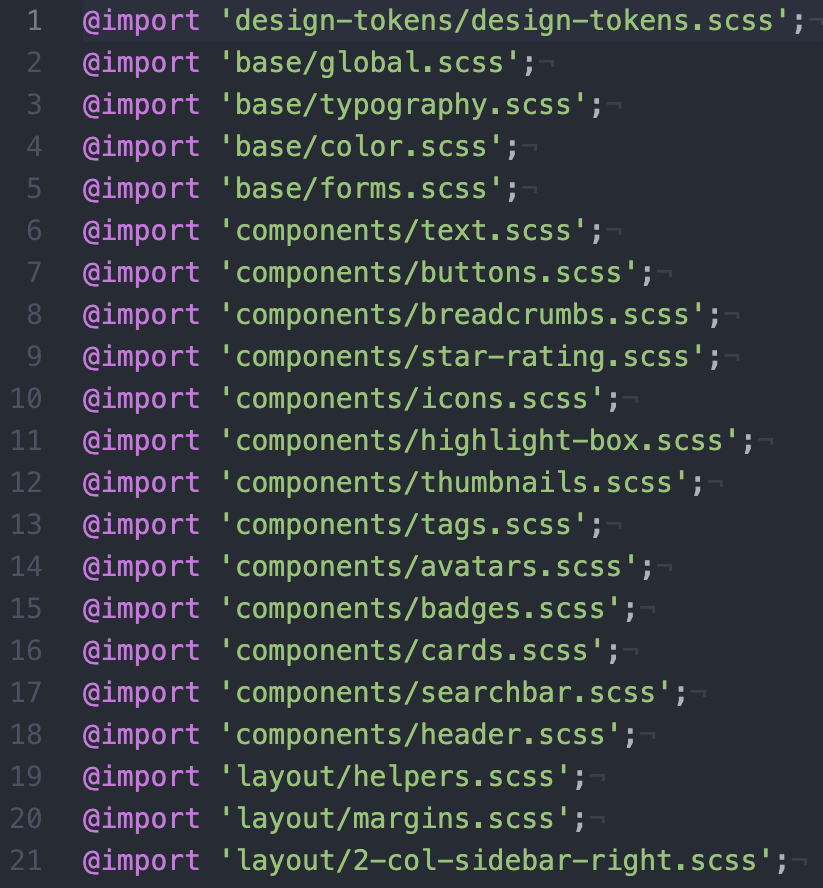 1 @import 'design-tokens/design-tokens.scss';¬
2 @import 'base/global.scss';¬
3 @import 'base/typography.scss';¬
4 @import 'base/color.scss';¬
5 @import 'base/forms.scss';¬
6 @import 'components/text.scss';¬
7 @import 'components/buttons.scss';¬
8 @import 'components/breadcrumbs.scss';¬
9 @import 'components/star-rating.scss';¬
10 @import 'components/icons.scss';¬
11 @import 'components/highlight-box.scss';¬
12 @import 'components/thumbnails.scss';¬
13 @import 'components/tags.scss';¬
14 @import 'components/avatars.scss';¬
15 @import 'components/badges.scss';¬
16 @import 'components/cards.scss';¬
17 @import 'components/searchbar.scss';¬
18 @import 'components/header.scss';¬
19 @import 'layout/helpers.scss';¬
20 @import 'layout/margins.scss';¬
21 @import 'layout/2-col-sidebar-right.scss';¬